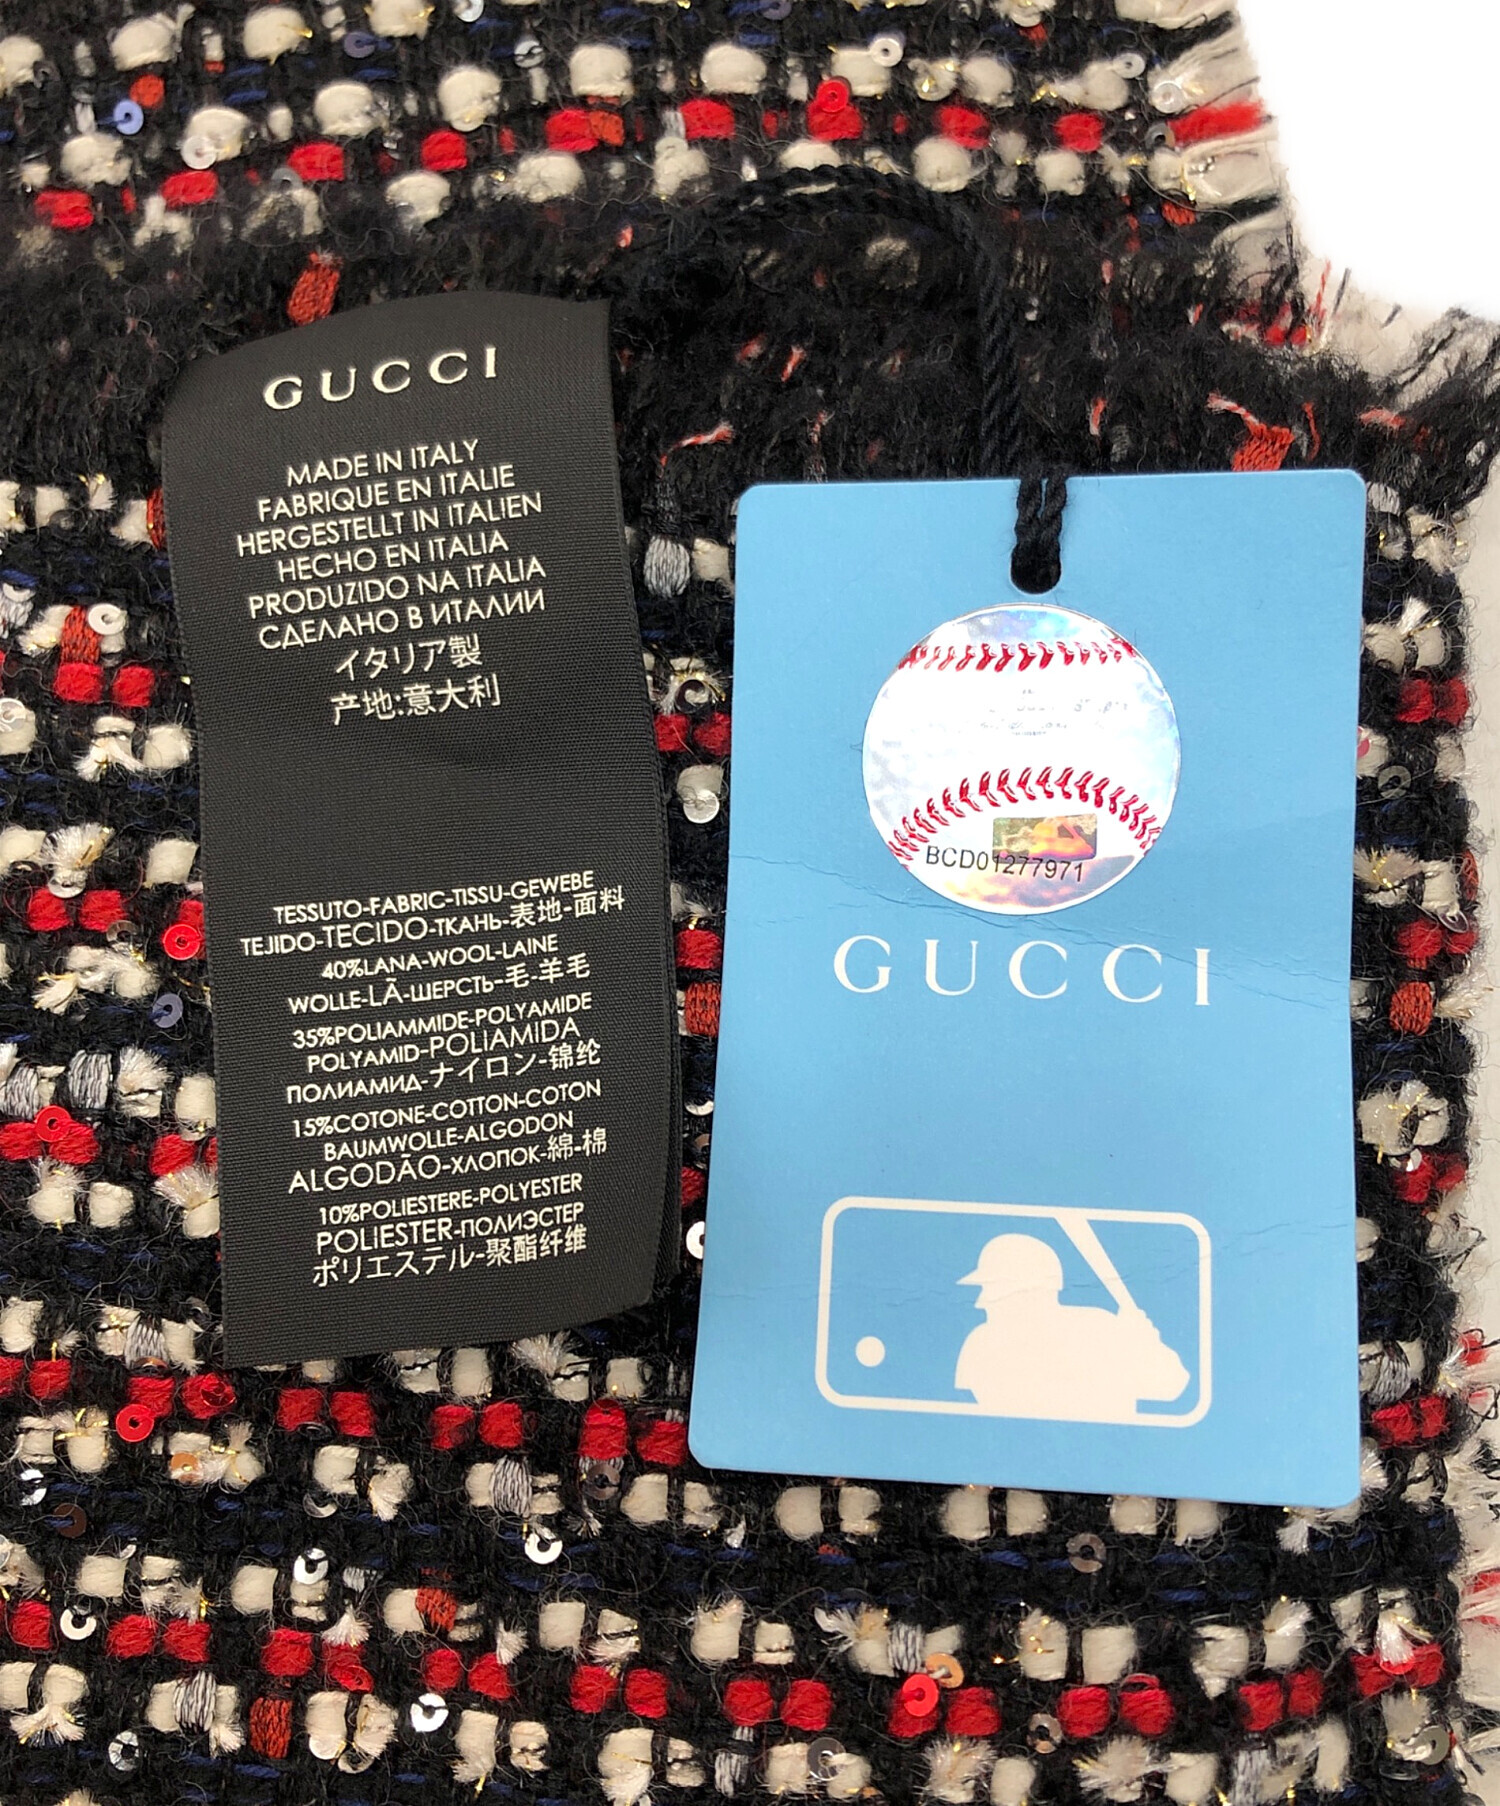 GUCCI
MADE IN ITALY
FABRIQUE EN ITALIE
HERGESTELLT IN ITALIEN
HECHO EN ITALIA
PRODUZIDO NA ITALIA
СДЕЛАНО В ИТАЛИИ
イタリア製
产地:意大利
TESSUTO-FABRIC-TISSU-GEWEBE
TEJIDO-TECIDO-ТКАНЬ-表地-面料
40%LANA-WOOL-LAINE
WOLLE-LÃ-ШЕРСТЬ-毛-羊毛
35%POLIAMMIDE-POLYAMIDE
POLYAMID-POLIAMIDA
ПОЛИАМИД-ナイロン-锦纶
15%COTONE-COTTON-COTON
BAUMWOLLE-ALGODON
ALGODÃO-ХЛОПОК-綿-棉
10%POLIESTERE-POLYESTER
POLIESTER-ПОЛИЭСТЕР
ポリエステル-聚酯纤维
BCD01277971
GUCCI